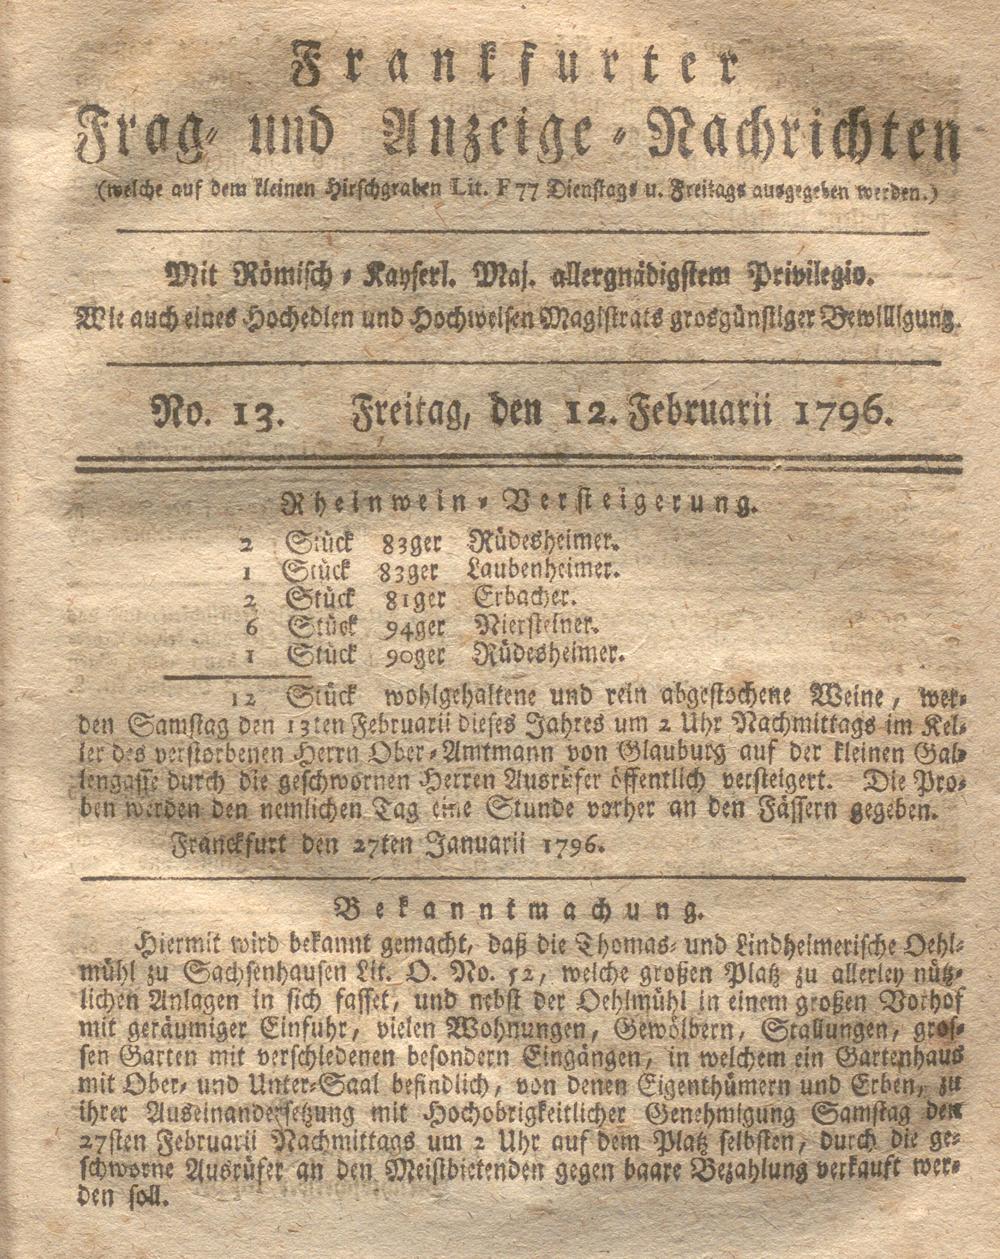 Frankfurter
Frag- und Anzeige-Nachrichten
(welche auf dem kleinen Hirschgraben Lit. F 77 Dienstags u. Freitags ausgegeben werden.)
Mit Römisch-Kayserl. Maj. allergnädigstem Privilegio.
Wie auch eines Hochedlen und Hochweisen Magistrats grosgünstiger Bewilligung.
No. 13. Freitag, den 12. Februarii 1796.
Rheinwein-Versteigerung.
2 Stück 83ger Rüdesheimer.
1 Stück 83ger Laubenheimer.
2 Stück 81ger Erbacher.
6 Stück 94ger Niersteiner.
1 Stück 90ger Rüdesheimer.
12 Stück wohlgehaltene und rein abgestochene Weine, wer-
den Samstag den 13ten Februarii dieses Jahres um 2 Uhr Nachmittags im Kel-
ler des verstorbenen Herrn Ober-Amtmann von Glauburg auf der kleinen Gal-
lengasse durch die geschwornen Herren Ausrüfer öffentlich versteigert. Die Pro-
ben werden den nemlichen Tag eine Stunde vorher an den Fässern gegeben.
Franckfurt den 27ten Januarii 1796.
Bekanntmachung.
Hiermit wird bekannt gemacht, daß die Thomas- und Lindheimerische Oehl-
mühl zu Sachsenhausen Lit. O. No. 52, welche großen Platz zu allerley nütz-
lichen Anlagen in sich fasset, und nebst der Oehlmühl in einem großen Vorhof
mit geräumiger Einfuhr, vielen Wohnungen, Gewölbern, Stallungen, gros-
sen Garten mit verschiedenen besondern Eingängen, in welchem ein Gartenhaus
mit Ober- und Unter-Saal befindlich, von denen Eigenthümern und Erben, zu
ihrer Auseinandersetzung mit Hochobrigkeitlicher Genehmigung Samstag den
27sten Februarii Nachmittags um 2 Uhr auf dem Platz selbsten, durch die ge-
schworne Ausrüfer an den Meistbietenden gegen baare Bezahlung verkauft wer-
den soll.